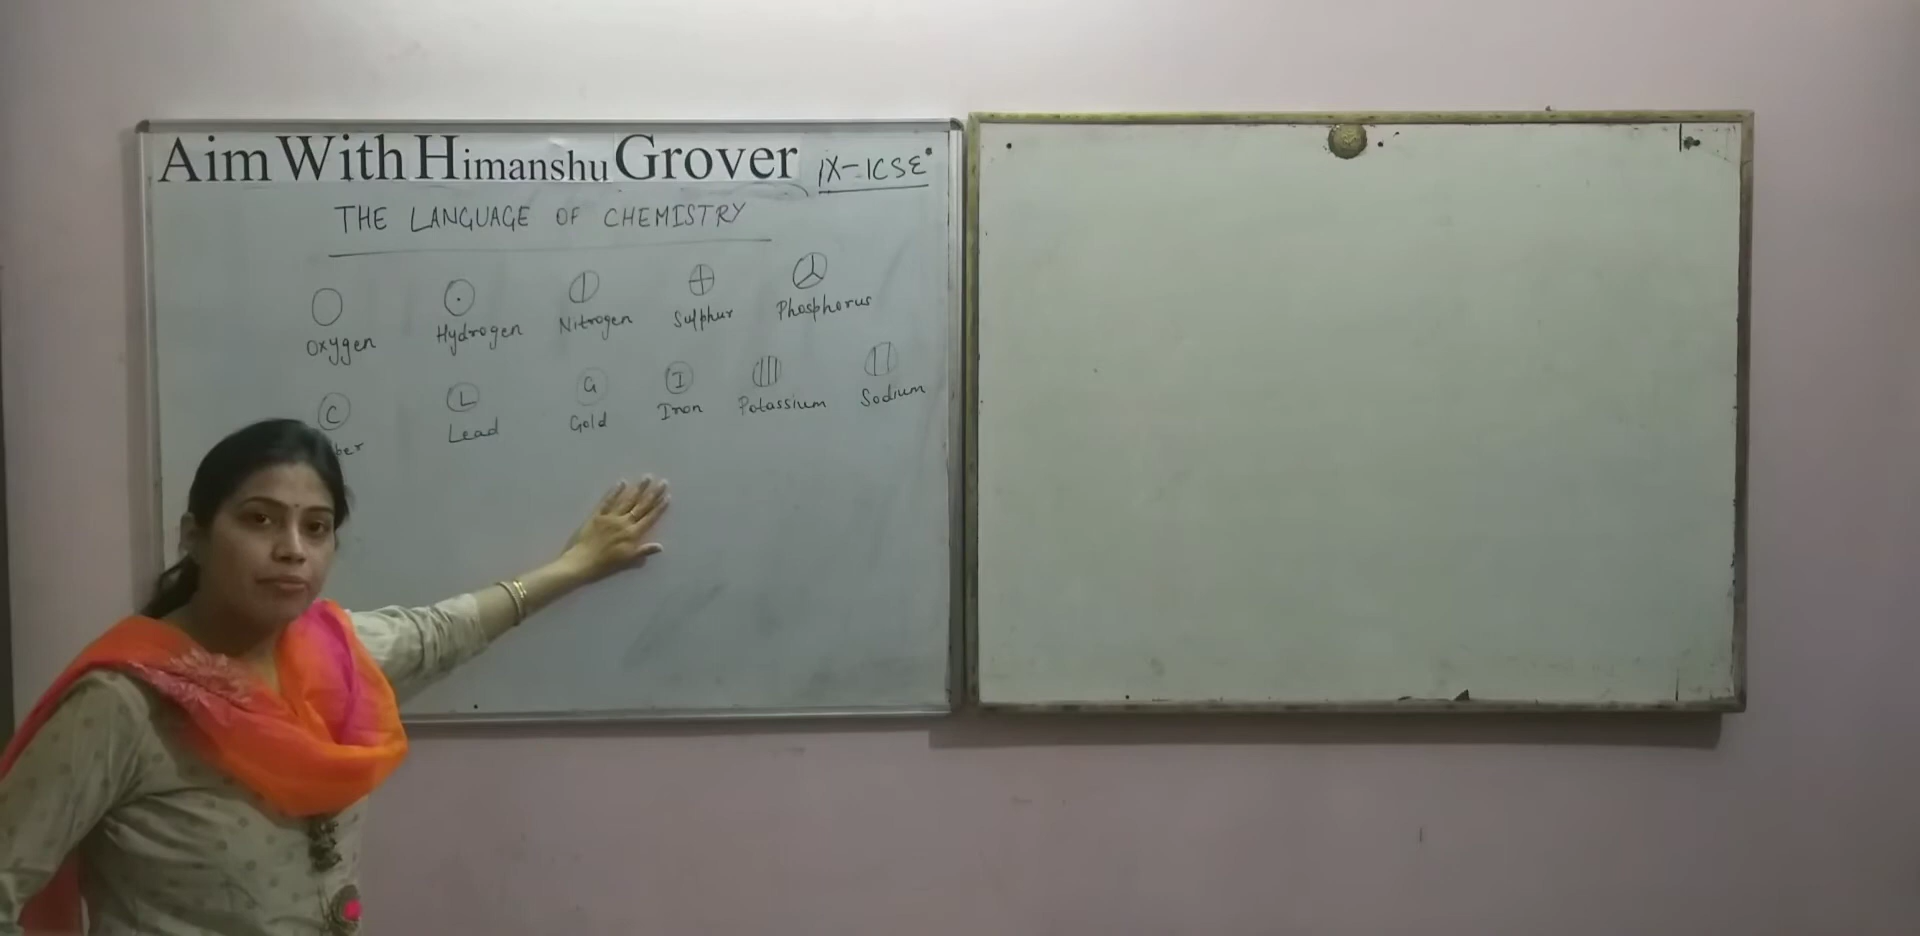 Aim With Himanshu Grover IX-ICSE
THE LANGUAGE OF CHEMISTRY
Oxygen Hydrogen Nitrogen Sulphur Phosphorus
C L G I
Lead Gold Iron Potassium Sodium